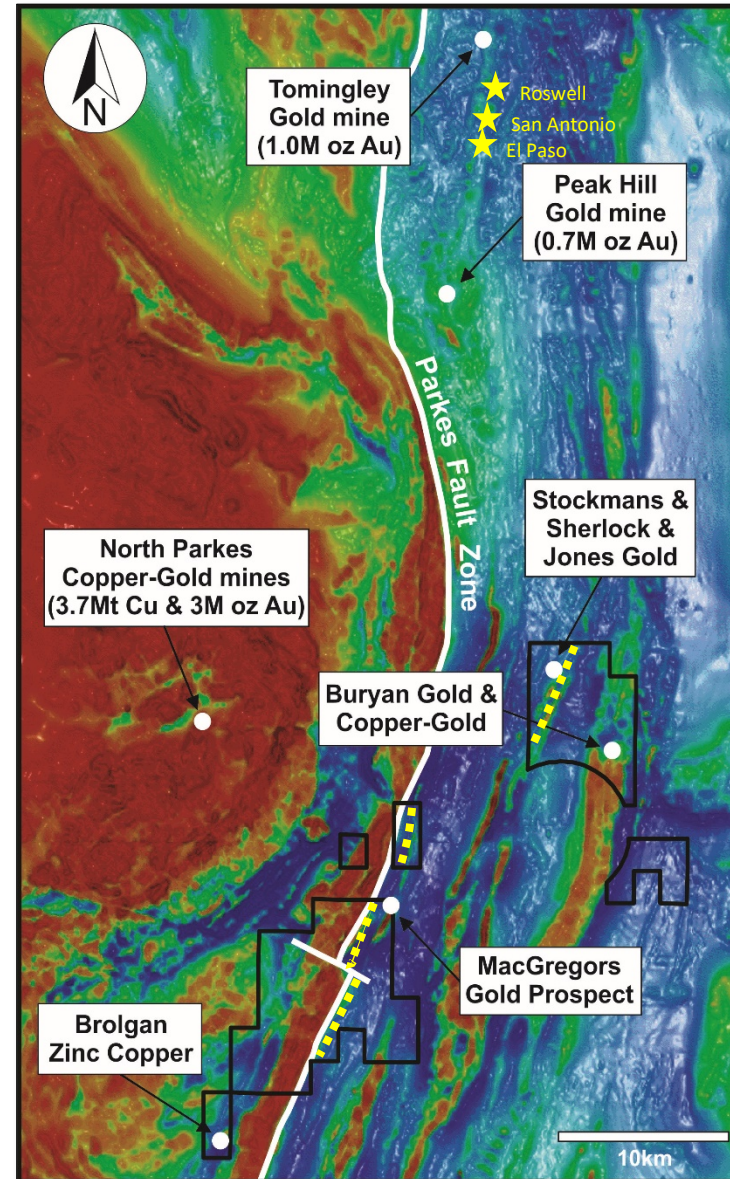 N
Tomingley
Gold mine
(1.0M oz Au)
Roswell
San Antonio
El Paso
Peak Hill
Gold mine
(0.7M oz Au)
Parkes Fault Zone
North Parkes
Copper-Gold mines
(3.7Mt Cu & 3M oz Au)
Stockmans &
Sherlock &
Jones Gold
Buryan Gold &
Copper-Gold
MacGregors
Gold Prospect
Brolgan
Zinc Copper
10km